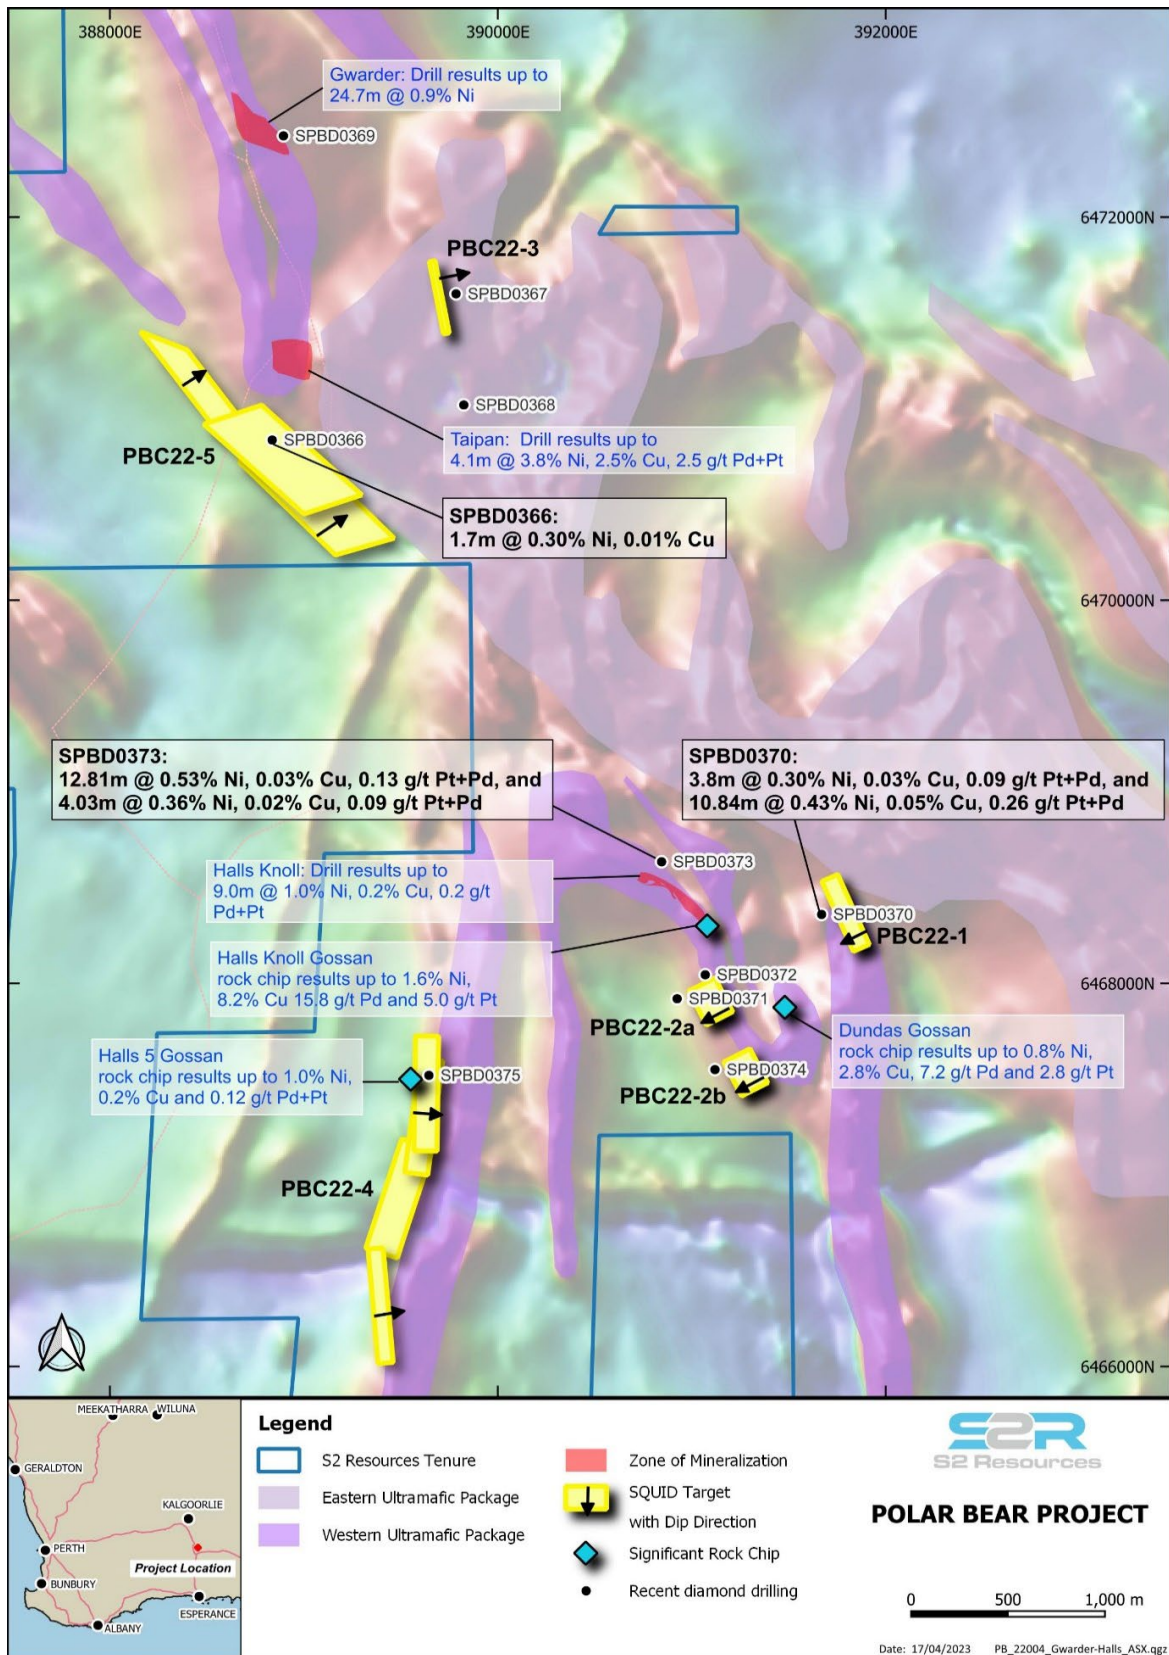 388000E
390000E
392000E
Gwarder: Drill results up to
24.7m @ 0.9% Ni
SPBD0369
6472000N
PBC22-3
SPBD0367
SPBD0368
SPBD0366
PBC22-5
Taipan: Drill results up to
4.1m @ 3.8% Ni, 2.5% Cu, 2.5 g/t Pd+Pt
SPBD0366:
1.7m @ 0.30% Ni, 0.01% Cu
6470000N
SPBD0373:
12.81m @ 0.53% Ni, 0.03% Cu, 0.13 g/t Pt+Pd, and
4.03m @ 0.36% Ni, 0.02% Cu, 0.09 g/t Pt+Pd
SPBD0370:
3.8m @ 0.30% Ni, 0.03% Cu, 0.09 g/t Pt+Pd, and
10.84m @ 0.43% Ni, 0.05% Cu, 0.26 g/t Pt+Pd
SPBD0373
Halls Knoll: Drill results up to
9.0m @ 1.0% Ni, 0.2% Cu, 0.2 g/t
Pd+Pt
SPBD0370
PBC22-1
Halls Knoll Gossan
rock chip results up to 1.6% Ni,
8.2% Cu 15.8 g/t Pd and 5.0 g/t Pt
SPBD0372
6468000N
SPBD0371
PBC22-2a
Dundas Gossan
rock chip results up to 0.8% Ni,
2.8% Cu, 7.2 g/t Pd and 2.8 g/t Pt
Halls 5 Gossan
rock chip results up to 1.0% Ni,
0.2% Cu and 0.12 g/t Pd+Pt
SPBD0375
SPBD0374
PBC22-2b
PBC22-4
6466000N
MEEKATHARRA
WILUNA
GERALDTON
KALGOORLIE
PERTH
Project Location
BUNBURY
ESPERANCE
ALBANY
Legend
S2 Resources Tenure
Eastern Ultramafic Package
Western Ultramafic Package
Zone of Mineralization
SQUID Target
with Dip Direction
Significant Rock Chip
Recent diamond drilling
S2R
S2 Resources
POLAR BEAR PROJECT
0 500 1,000 m
Date: 17/04/2023 PB_22004_Gwarder-Halls_ASX.qgz